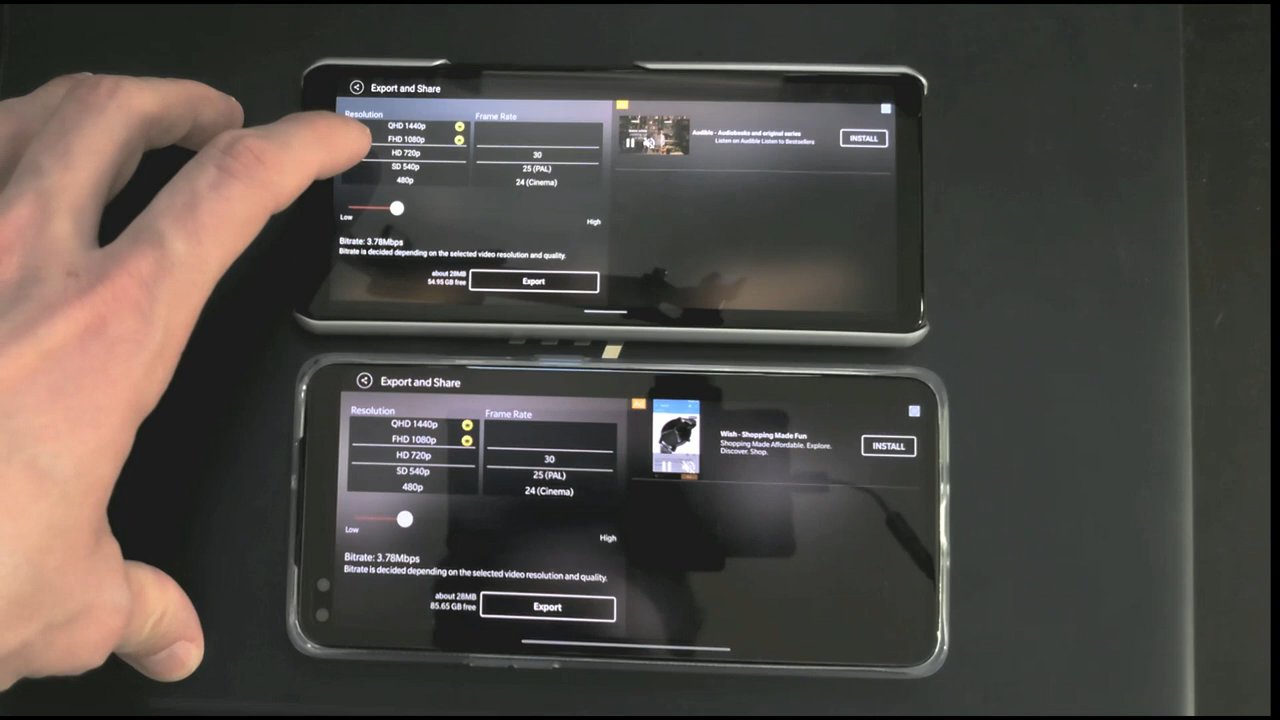 Export and Share
Resolution
Frame Rate
QHD 1440p
FHD 1080p
HD 720p
SD 540p
480p
30
25 (PAL)
24 (Cinema)
Low
High
Bitrate: 3.78Mbps
Bitrate is decided depending on the selected video resolution and quality.
about 28MB
54.95 GB free
Export
Ad
Audible - Audiobooks and original series
Listen on Audible Listen to Bestsellers
INSTALL
Export and Share
Resolution
Frame Rate
QHD 1440p
FHD 1080p
HD 720p
SD 540p
480p
30
25 (PAL)
24 (Cinema)
Low
High
Bitrate: 3.78Mbps
Bitrate is decided depending on the selected video resolution and quality.
about 28MB
85.65 GB free
Export
Ad
Wish - Shopping Made Fun
Shopping Made Affordable. Explore.
Discover. Shop.
INSTALL